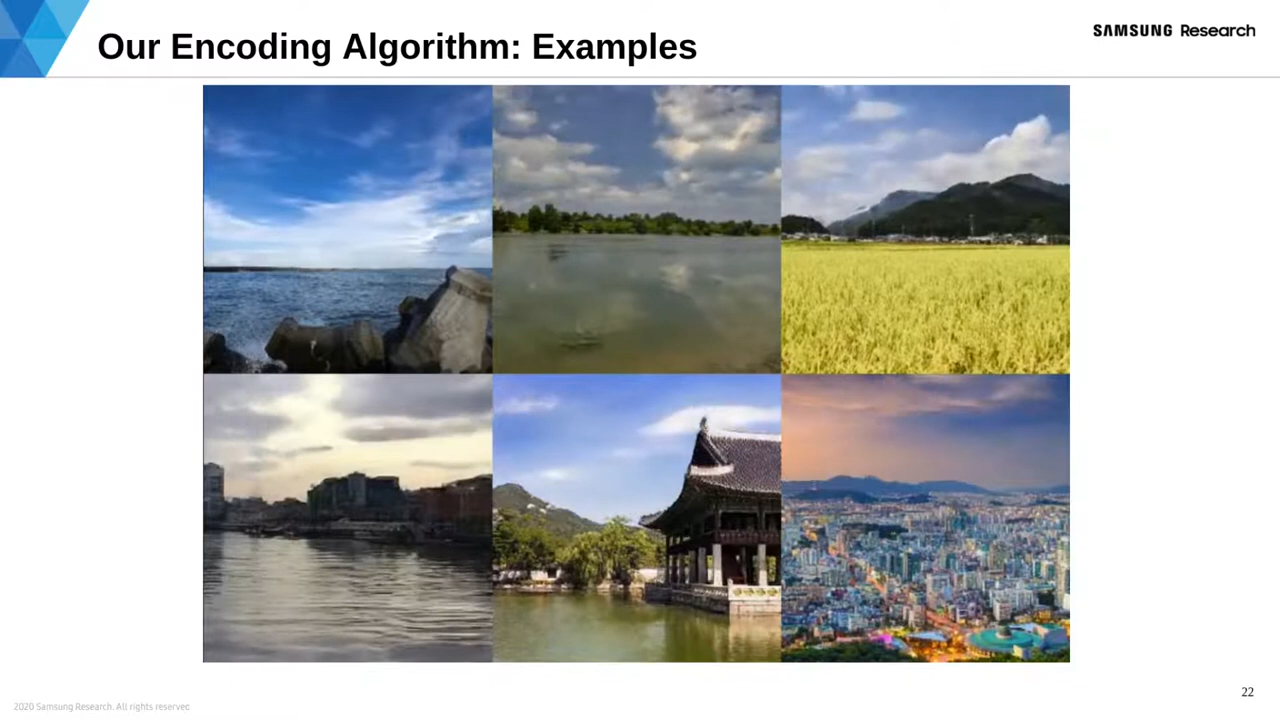 Our Encoding Algorithm: Examples
SAMSUNG Research
22
2020 Samsung Research. All rights reserved